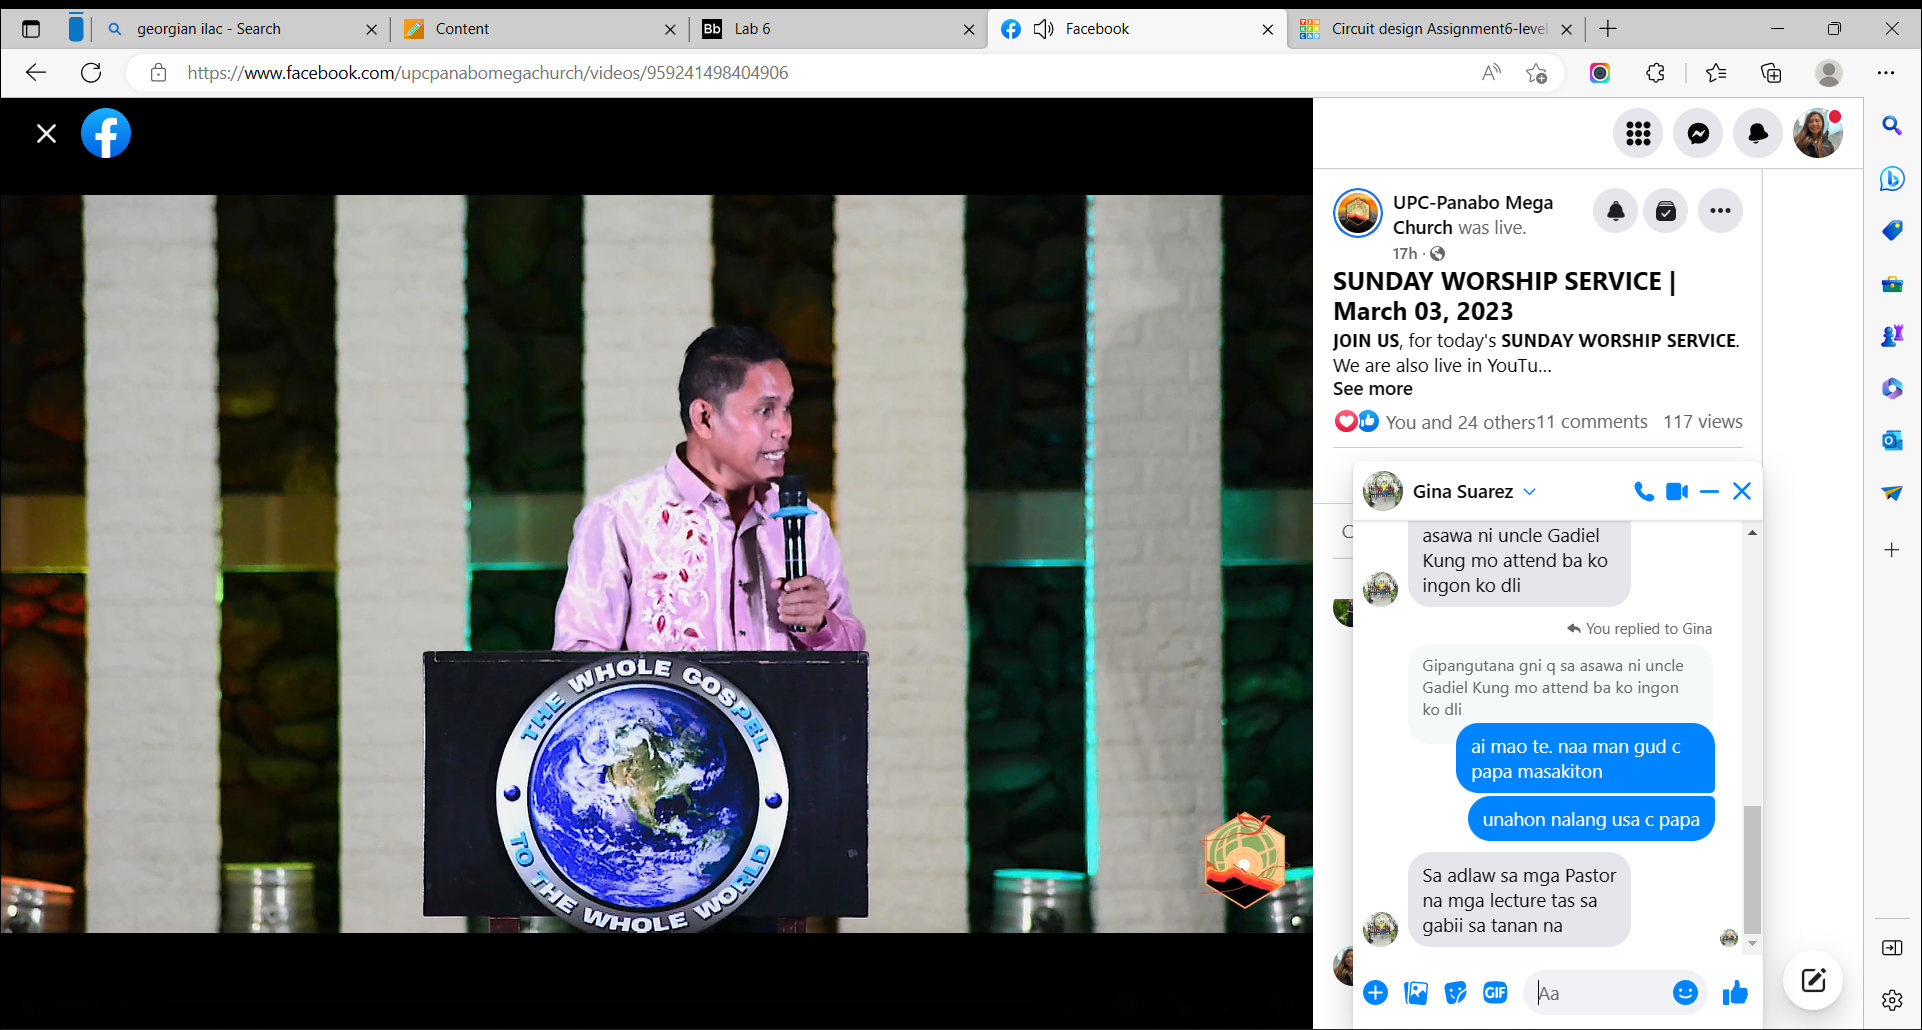 georgian ilac - Search
Content
Bb
Lab 6
Facebook
Circuit design Assignment6-level
https://www.facebook.com/upcpanabomegachurch/videos/959241498404906
UPC-Panabo Mega
Church was live.
17h ·
SUNDAY WORSHIP SERVICE |
March 03, 2023
JOIN US, for today's SUNDAY WORSHIP SERVICE.
We are also live in YouTu...
See more
You and 24 others 11 comments 117 views
Gina Suarez
asawa ni uncle Gadiel
Kung mo attend ba ko
ingon ko dli
You replied to Gina
Gipangutana gni q sa asawa ni uncle
Gadiel Kung mo attend ba ko ingon
ko dli
ai mao te. naa man gud c
papa masakiton
unahon nalang usa c papa
Sa adlaw sa mga Pastor
na mga lecture tas sa
gabii sa tanan na
GIF
Aa
THE WHOLE GOSPEL
TO THE WHOLE WORLD